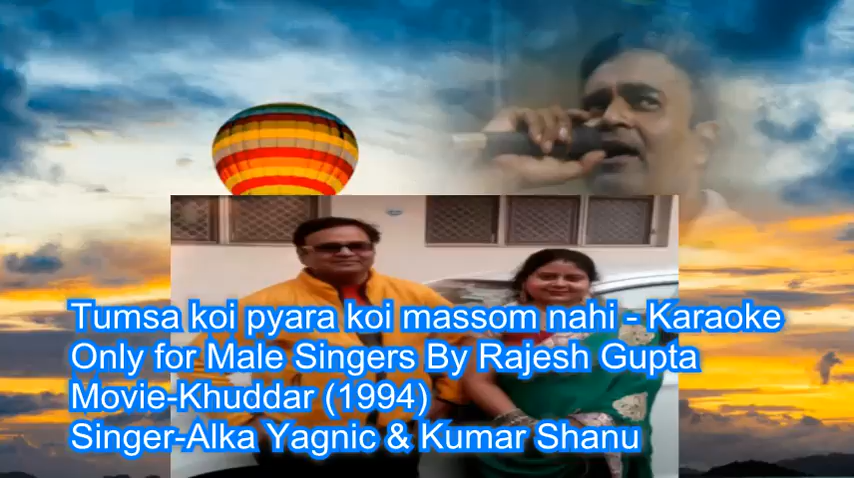 Tumsa koi pyara koi massom nahi - Karaoke
Only for Male Singers By Rajesh Gupta
Movie-Khuddar (1994)
Singer-Alka Yagnic & Kumar Shanu